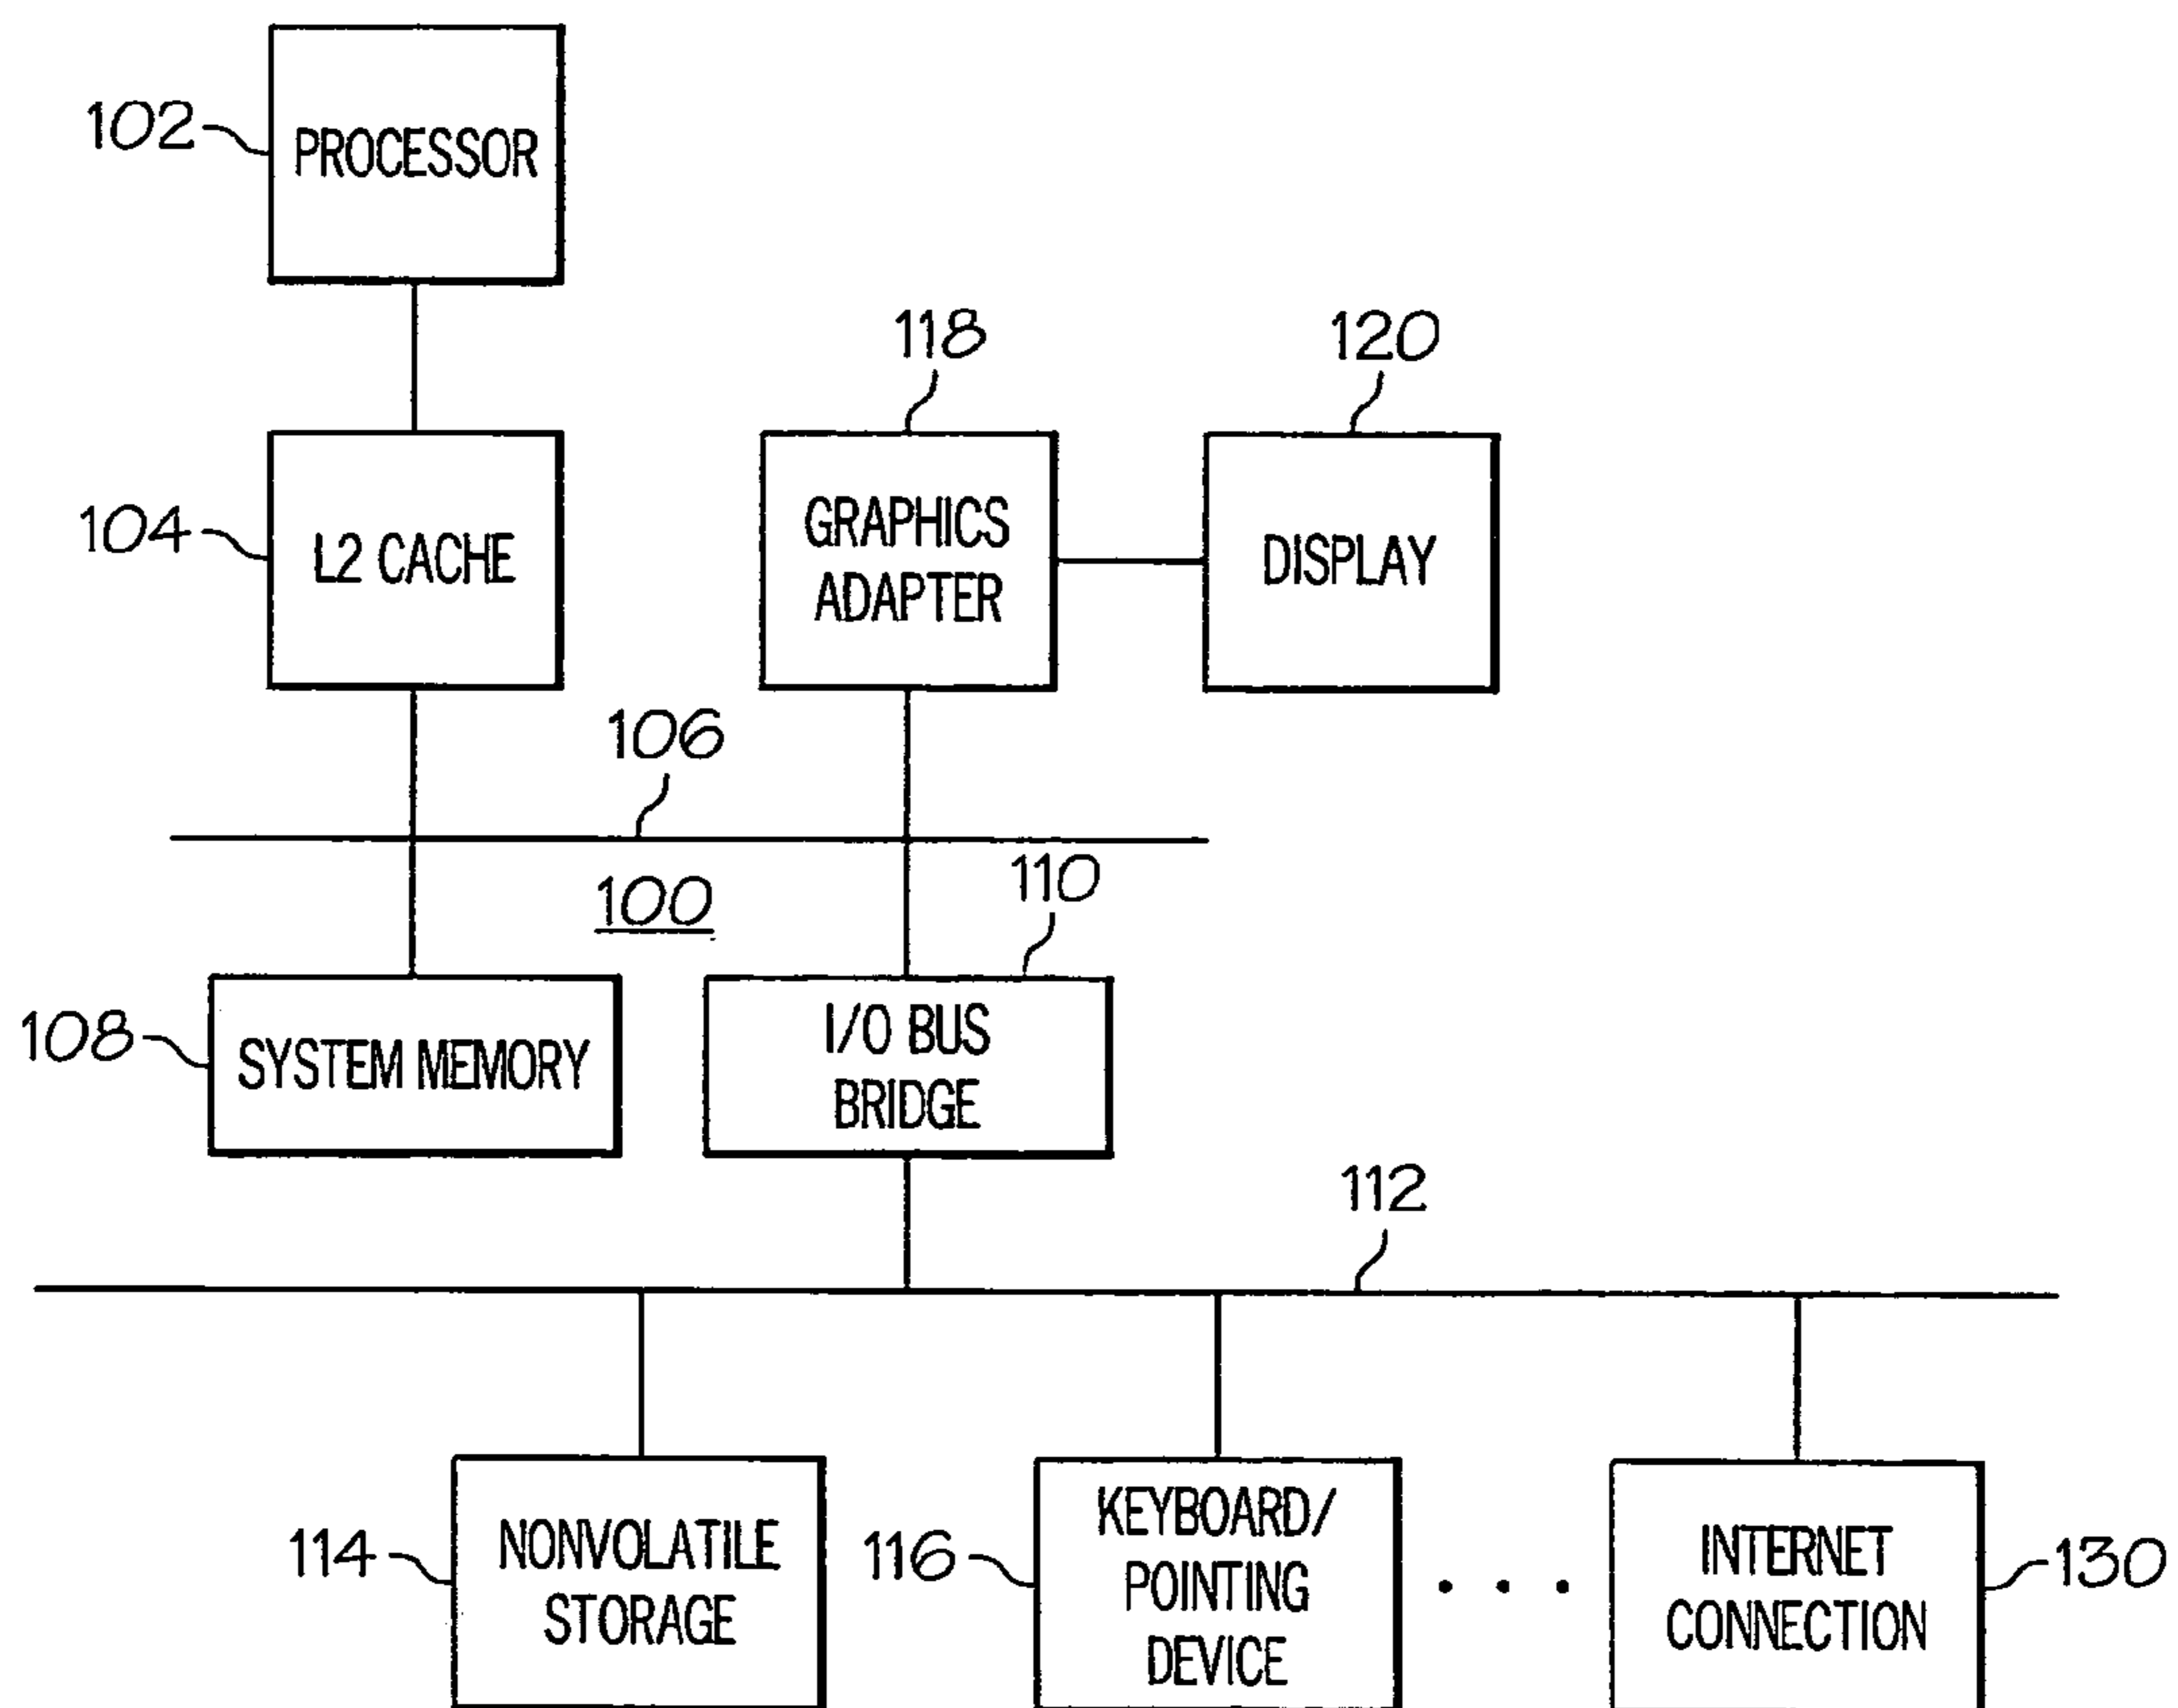 102
PROCESSOR
118
120
104
L2 CACHE
GRAPHICS
ADAPTER
DISPLAY
106
100
110
108
SYSTEM MEMORY
I/O BUS
BRIDGE
112
114
NONVOLATILE
STORAGE
116
KEYBOARD/
POINTING
DEVICE
. . .
INTERNET
CONNECTION
130